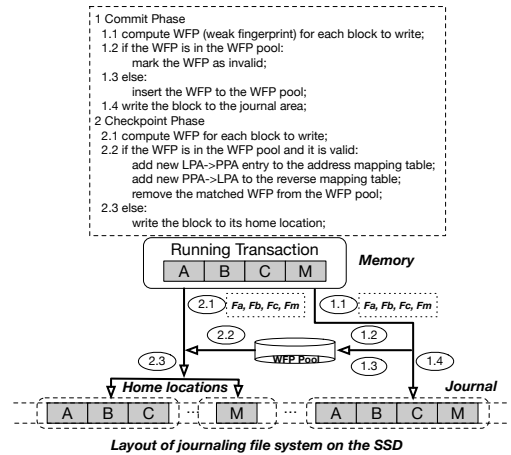 1 Commit Phase
1.1 compute WFP (weak fingerprint) for each block to write;
1.2 if the WFP is in the WFP pool:
mark the WFP as invalid;
1.3 else:
insert the WFP to the WFP pool;
1.4 write the block to the journal area;
2 Checkpoint Phase
2.1 compute WFP for each block to write;
2.2 if the WFP is in the WFP pool and it is valid:
add new LPA->PPA entry to the address mapping table;
add new PPA->LPA to the reverse mapping table;
remove the matched WFP from the WFP pool;
2.3 else:
write the block to its home location;
Running Transaction
A B C M
Memory
2.1 Fa, Fb, Fc, Fm 1.1 Fa, Fb, Fc, Fm
2.2 1.2
WFP Pool
2.3 1.3 1.4
Home locations Journal
A B C ... M ... A B C M
Layout of journaling file system on the SSD